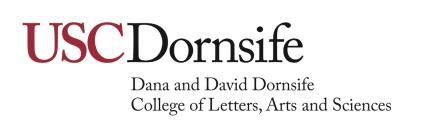 USCDornsife
Dana and David Dornsife
College of Letters, Arts and Sciences